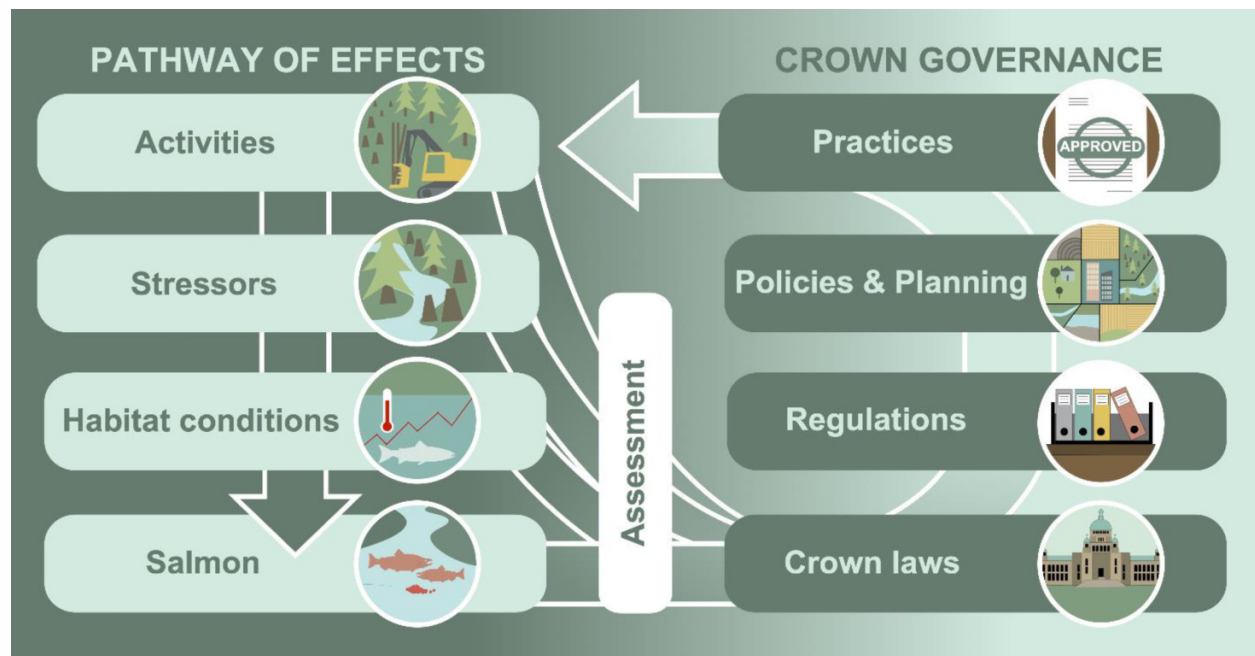 PATHWAY OF EFFECTS
Activities
Stressors
Habitat conditions
Salmon
Assessment
CROWN GOVERNANCE
Practices
APPROVED
Policies & Planning
Regulations
Crown laws